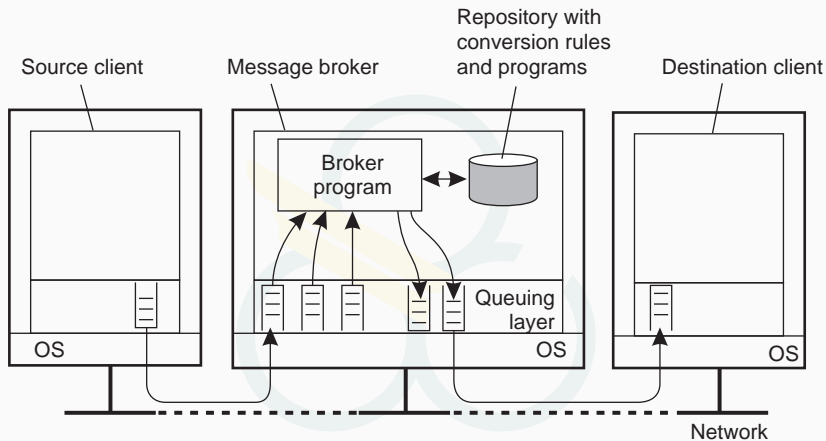 Repository with
conversion rules
and programs
Source client
Message broker
Destination client
Broker
program
Queuing
layer
OS
OS
OS
Network